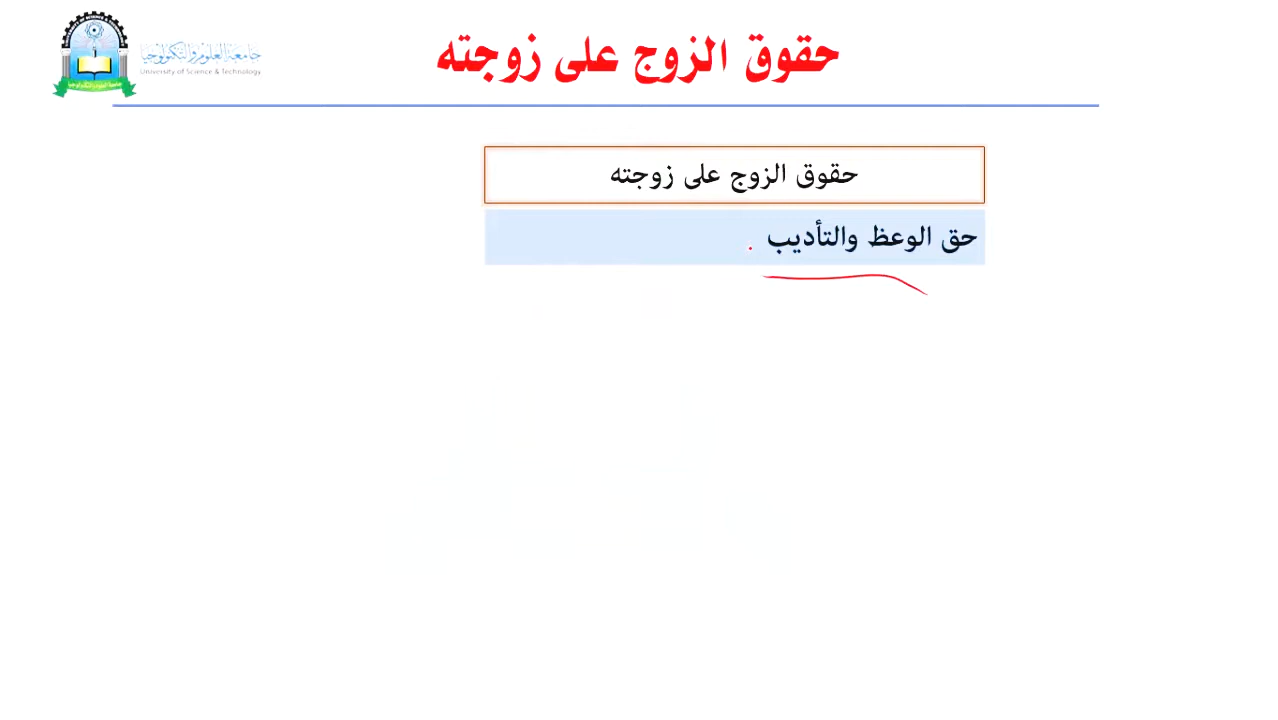 حقوق الزوج على زوجته
جامعة العلوم والتكنولوجيا
University of Science & Technology
حقوق الزوج على زوجته
حق الوعظ والتأديب .